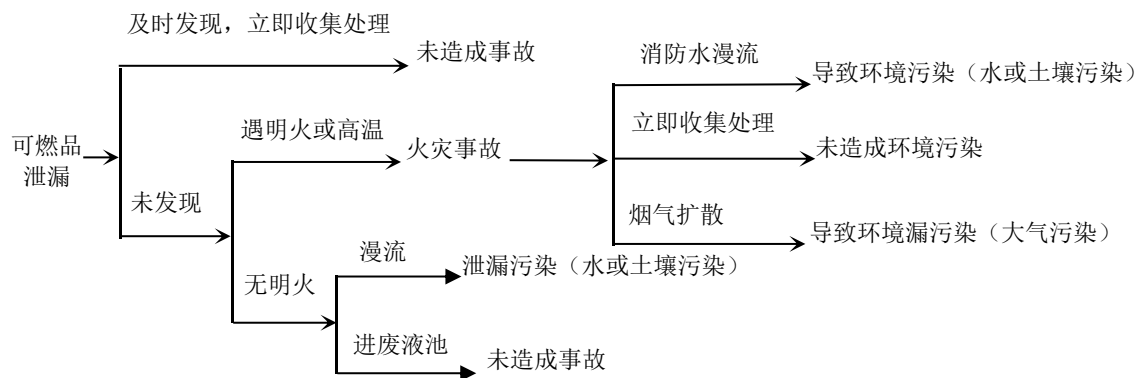 及时发现，立即收集处理
未造成事故
消防水漫流
导致环境污染（水或土壤污染）
遇明火或高温
立即收集处理
可燃品
泄漏
火灾事故
未造成环境污染
未发现
烟气扩散
导致环境漏污染（大气污染）
漫流
泄漏污染（水或土壤污染）
无明火
进废液池
未造成事故